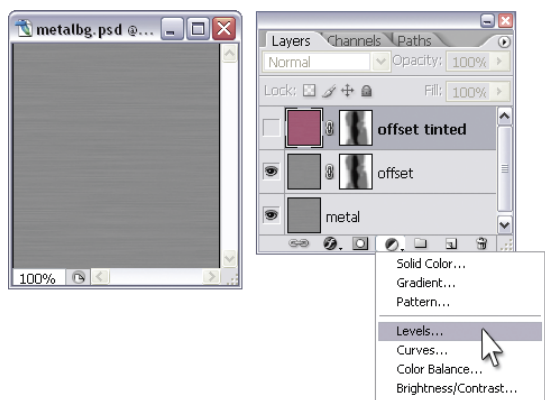 metalbg.psd @...
100%
Layers Channels Paths
Normal Opacity: 100%
Lock: Fill: 100%
offset tinted
offset
metal
Solid Color...
Gradient...
Pattern...
Levels...
Curves...
Color Balance...
Brightness/Contrast...